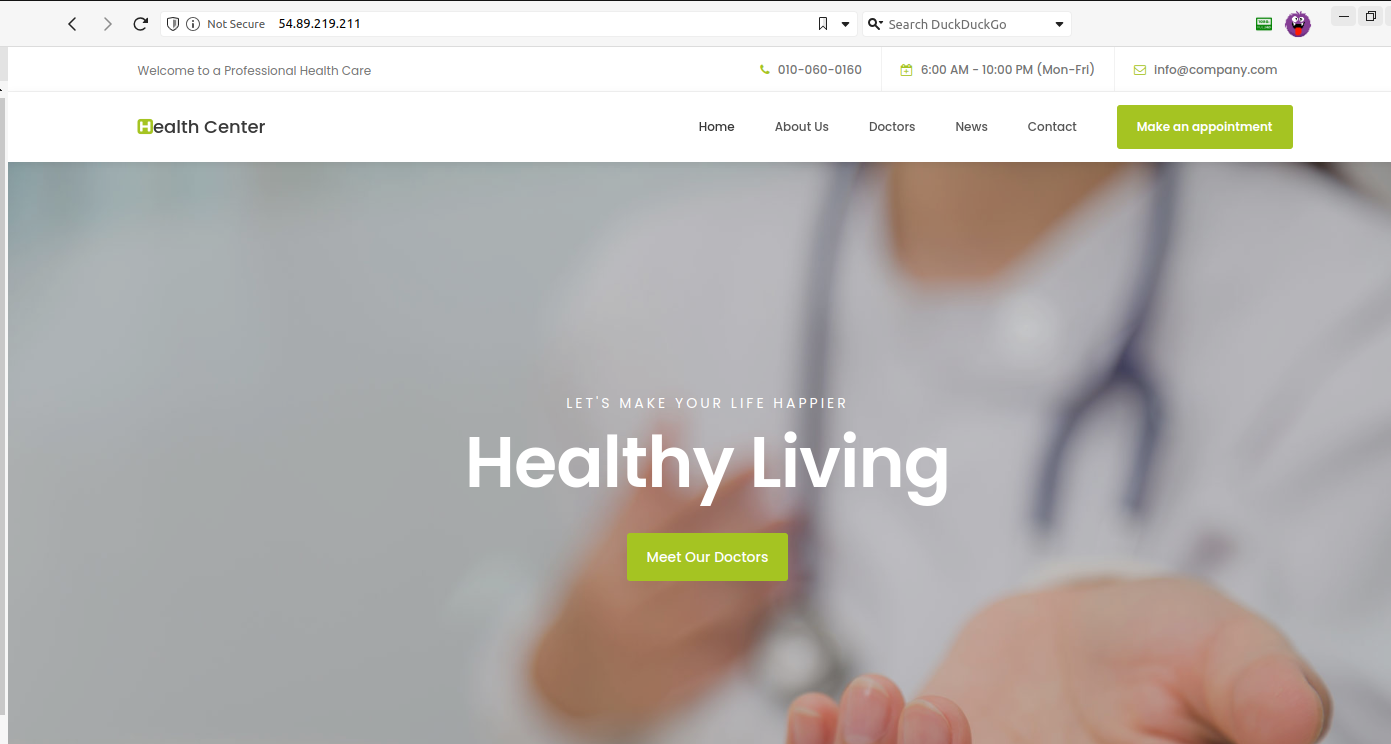 Not Secure 54.89.219.211 Search DuckDuckGo
Welcome to a Professional Health Care 010-060-0160 6:00 AM - 10:00 PM (Mon-Fri) info@company.com
Health Center Home About Us Doctors News Contact Make an appointment
LET'S MAKE YOUR LIFE HAPPIER
Healthy Living
Meet Our Doctors